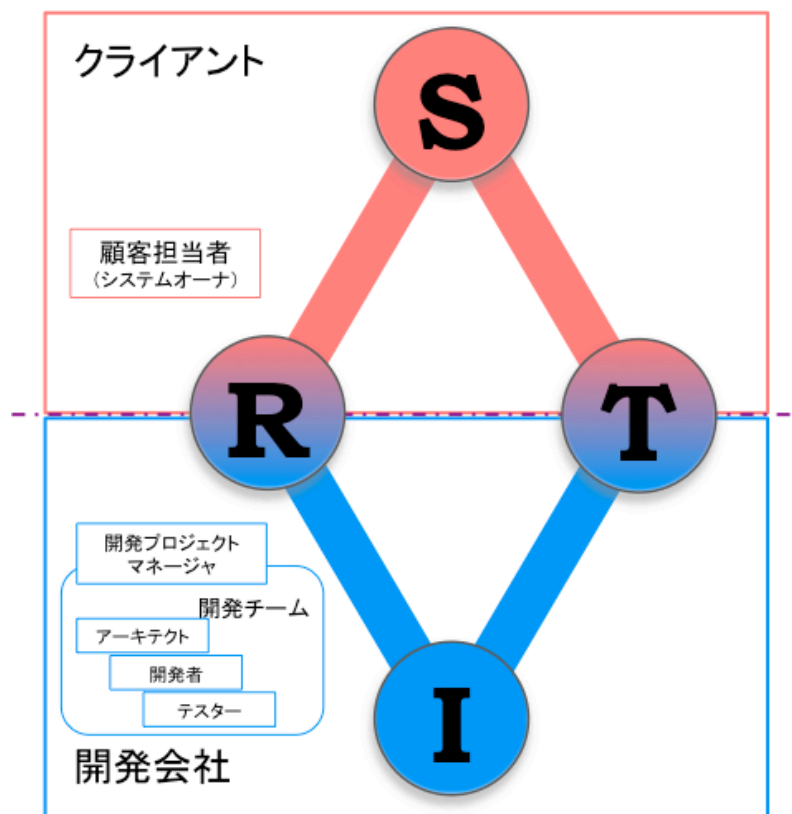 クライアント
S
顧客担当者
(システムオーナ)
R
T
開発プロジェクト
マネージャ
開発チーム
アーキテクト
開発者
テスター
I
開発会社